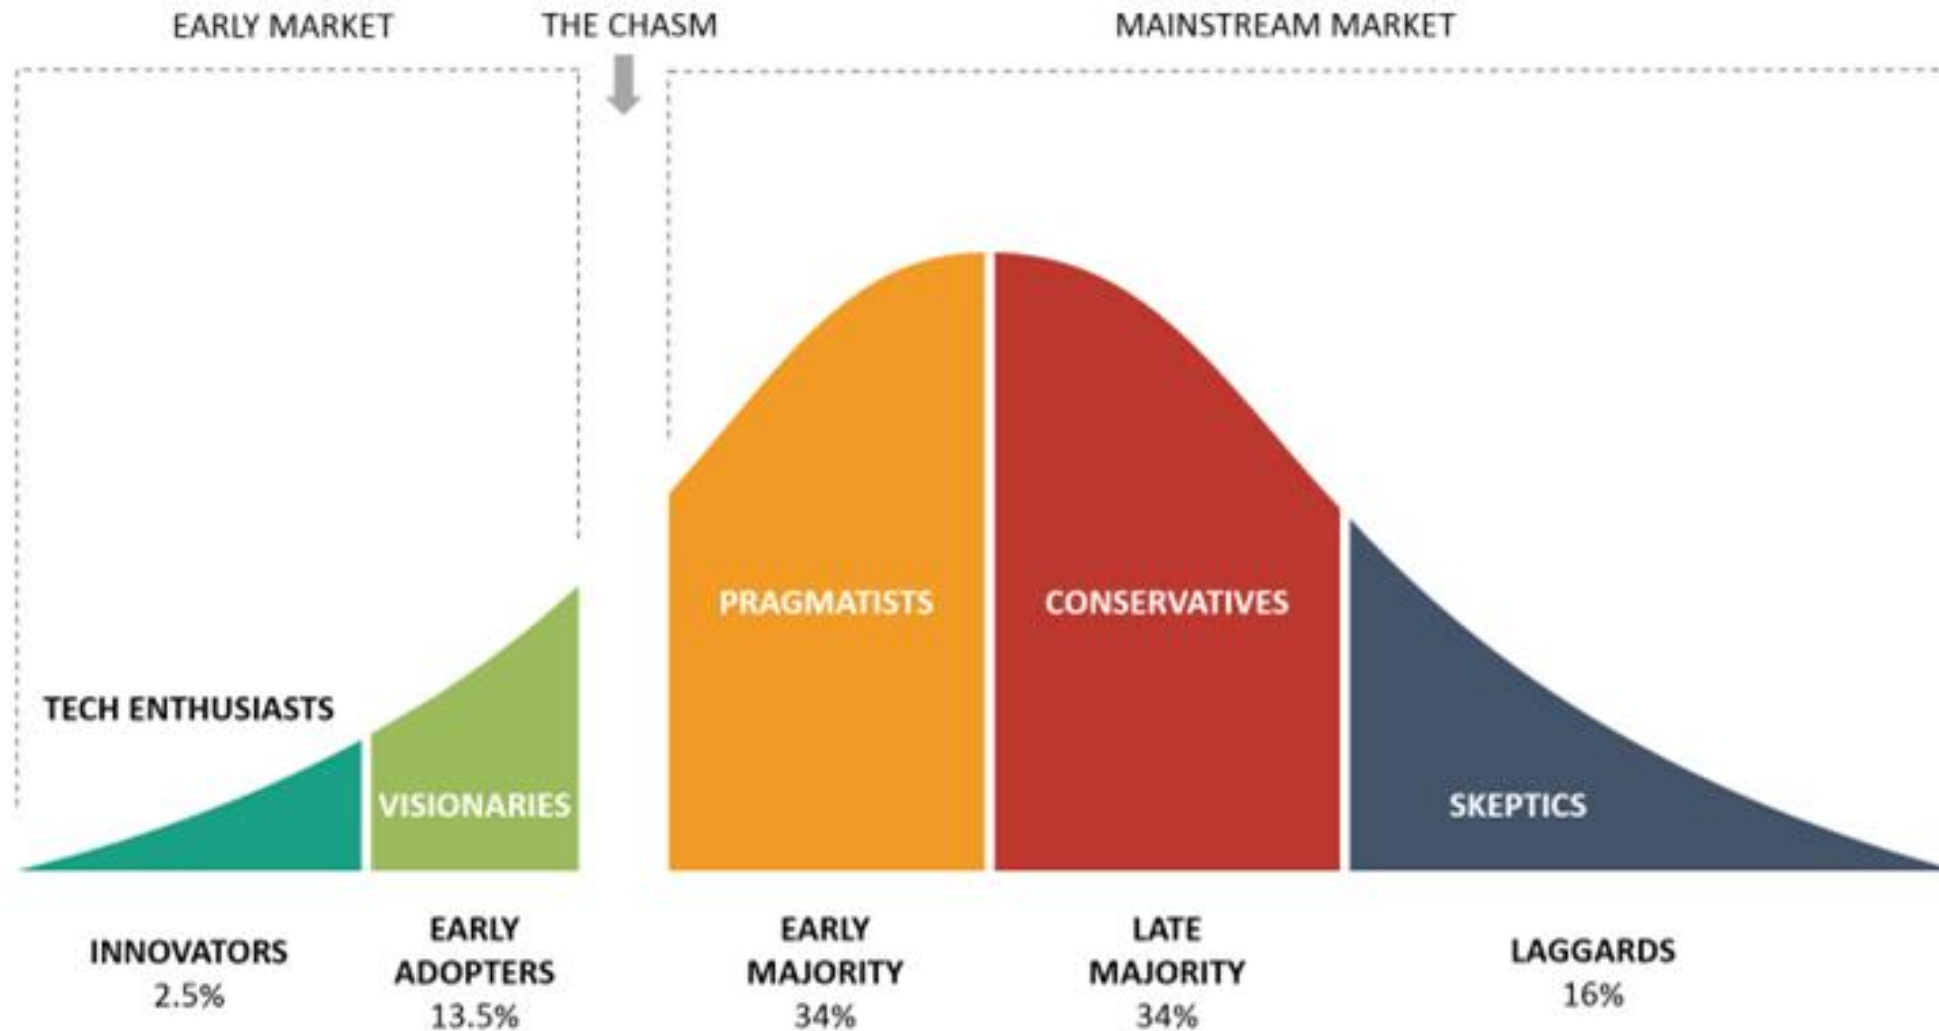 EARLY MARKET
THE CHASM
MAINSTREAM MARKET
PRAGMATISTS
CONSERVATIVES
TECH ENTHUSIASTS
VISIONARIES
SKEPTICS
INNOVATORS
2.5%
EARLY
ADOPTERS
13.5%
EARLY
MAJORITY
34%
LATE
MAJORITY
34%
LAGGARDS
16%